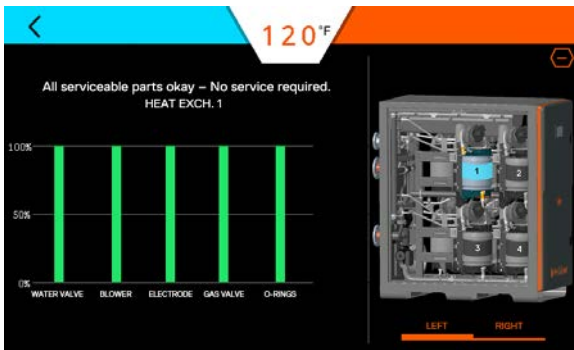 120°F
All serviceable parts okay – No service required.
HEAT EXCH. 1
100%
50%
0%
WATER VALVE BLOWER ELECTRODE GAS VALVE O-RINGS
1 2
3 4
LEFT RIGHT